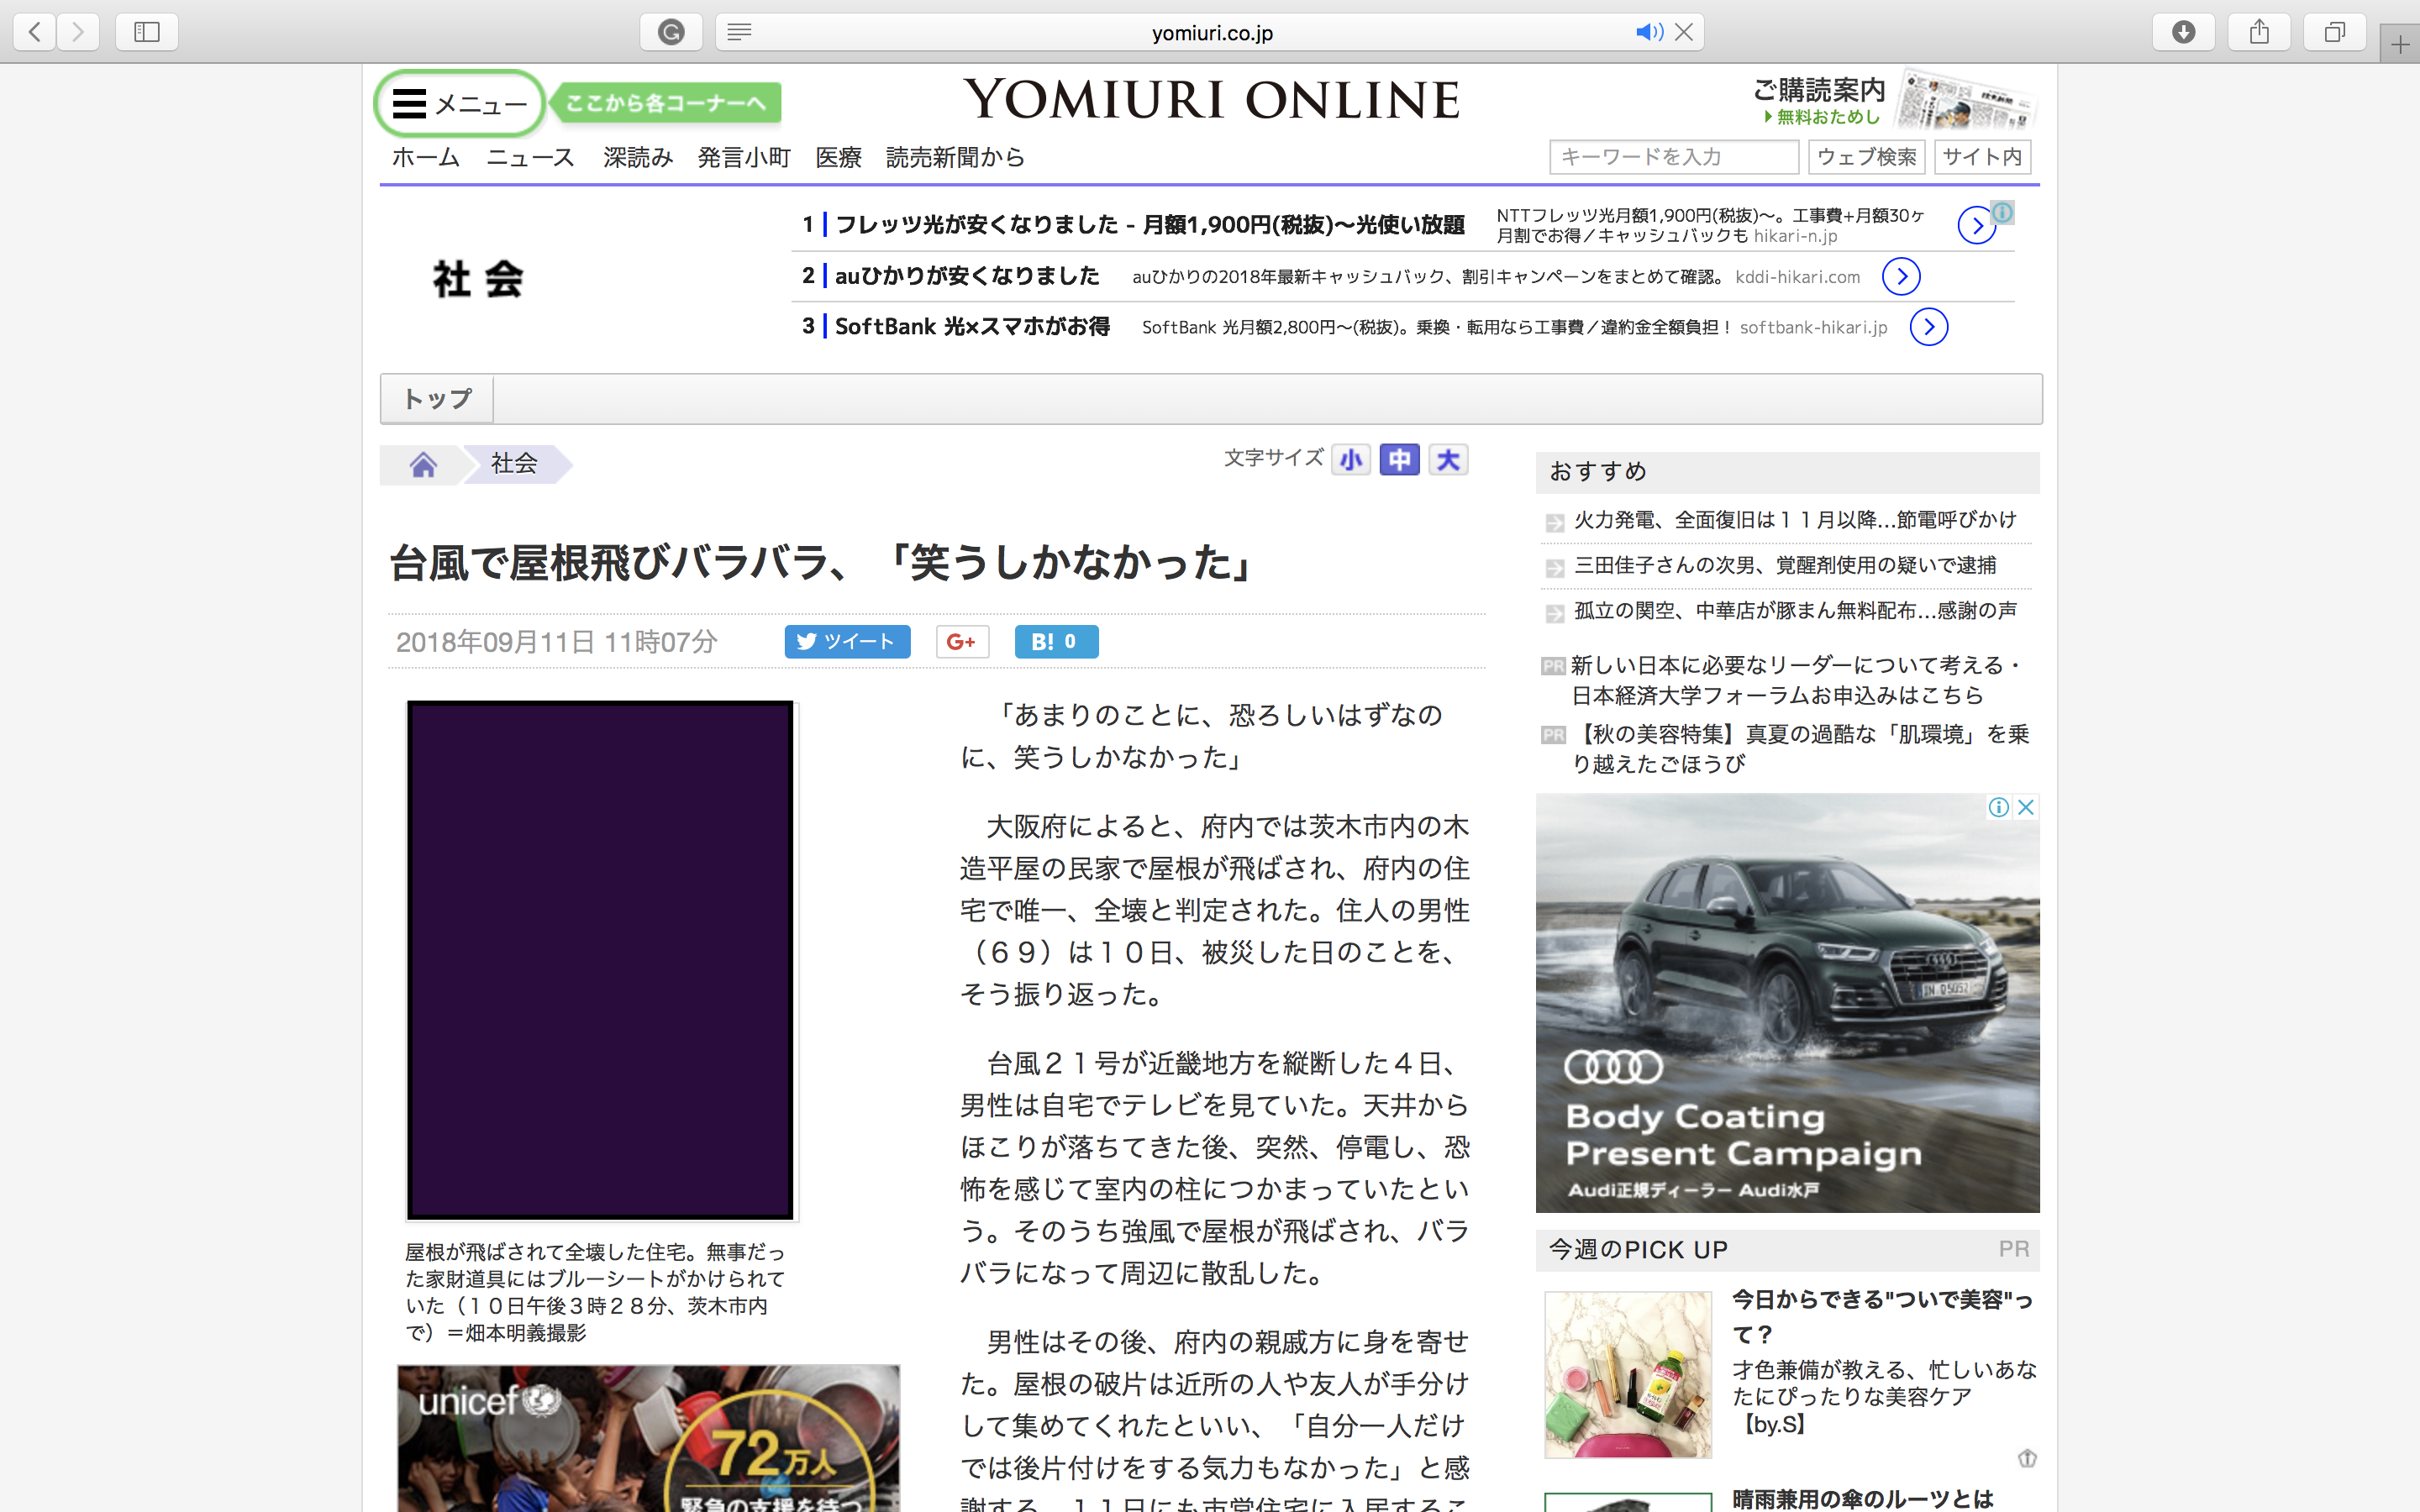 yomiuri.co.jp
メニュー
ここから各コーナーへ
YOMIURI ONLINE
ご購読案内
無料おためし
ホーム ニュース 深読み 発言小町 医療 読売新聞から
キーワードを入力 ウェブ検索 サイト内
社会
1 フレッツ光が安くなりました - 月額1,900円(税抜)〜光使い放題
NTTフレッツ光月額1,900円(税抜)〜。工事費+月額30ヶ
月割でお得／キャッシュバックも hikari-n.jp
2 auひかりが安くなりました auひかりの2018年最新キャッシュバック、割引キャンペーンをまとめて確認。 kddi-hikari.com
3 SoftBank 光×スマホがお得 SoftBank 光月額2,800円〜(税抜)。乗換・転用なら工事費／違約金全額負担！ softbank-hikari.jp
トップ
社会
文字サイズ 小 中 大
台風で屋根飛びバラバラ、「笑うしかなかった」
2018年09月11日 11時07分
ツイート
G+
B! 0
屋根が飛ばされて全壊した住宅。無事だっ
た家財道具にはブルーシートがかけられて
いた（１０日午後３時２８分、茨木市内
で）＝畑本明義撮影
unicef
72万人
緊急の支援を待つ
「あまりのことに、恐ろしいはずなの
に、笑うしかなかった」
大阪府によると、府内では茨木市内の木
造平屋の民家で屋根が飛ばされ、府内の住
宅で唯一、全壊と判定された。住人の男性
（６９）は１０日、被災した日のことを、
そう振り返った。
台風２１号が近畿地方を縦断した４日、
男性は自宅でテレビを見ていた。天井から
ほこりが落ちてきた後、突然、停電し、恐
怖を感じて室内の柱につかまっていたとい
う。そのうち強風で屋根が飛ばされ、バラ
バラになって周辺に散乱した。
男性はその後、府内の親戚方に身を寄せ
た。屋根の破片は近所の人や友人が手分け
して集めてくれたといい、「自分一人だけ
では後片付けをする気力もなかった」と感
謝する。１１日にも市営住宅に入居するこ
おすすめ
火力発電、全面復旧は１１月以降…節電呼びかけ
三田佳子さんの次男、覚醒剤使用の疑いで逮捕
孤立の関空、中華店が豚まん無料配布…感謝の声
PR 新しい日本に必要なリーダーについて考える・
日本経済大学フォーラムお申込みはこちら
PR 【秋の美容特集】真夏の過酷な「肌環境」を乗
り越えたごほうび
Body Coating
Present Campaign
Audi正規ディーラー Audi水戸
今週のPICK UP PR
今日からできる"ついで美容"っ
て？
才色兼備が教える、忙しいあな
たにぴったりな美容ケア
【by.S】
晴雨兼用の傘のルーツとは